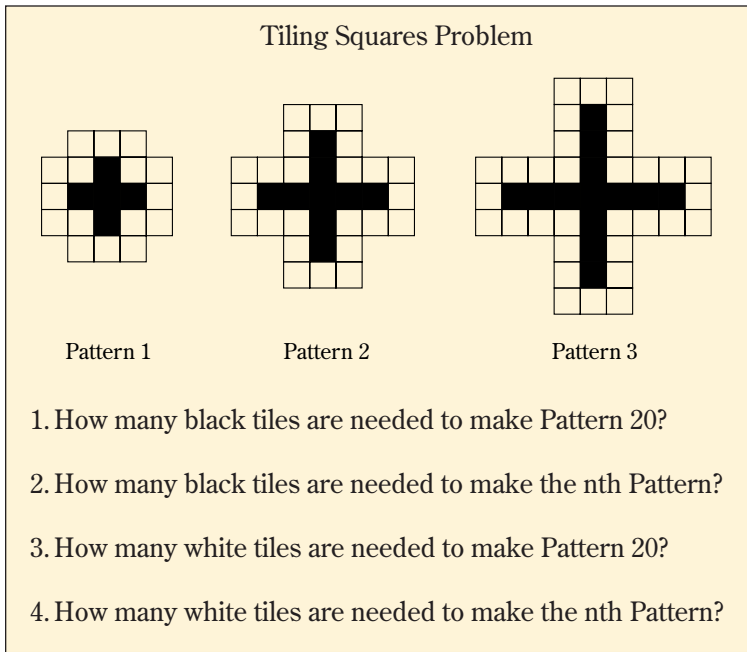 Tiling Squares Problem
Pattern 1
Pattern 2
Pattern 3
1. How many black tiles are needed to make Pattern 20?
2. How many black tiles are needed to make the nth Pattern?
3. How many white tiles are needed to make Pattern 20?
4. How many white tiles are needed to make the nth Pattern?